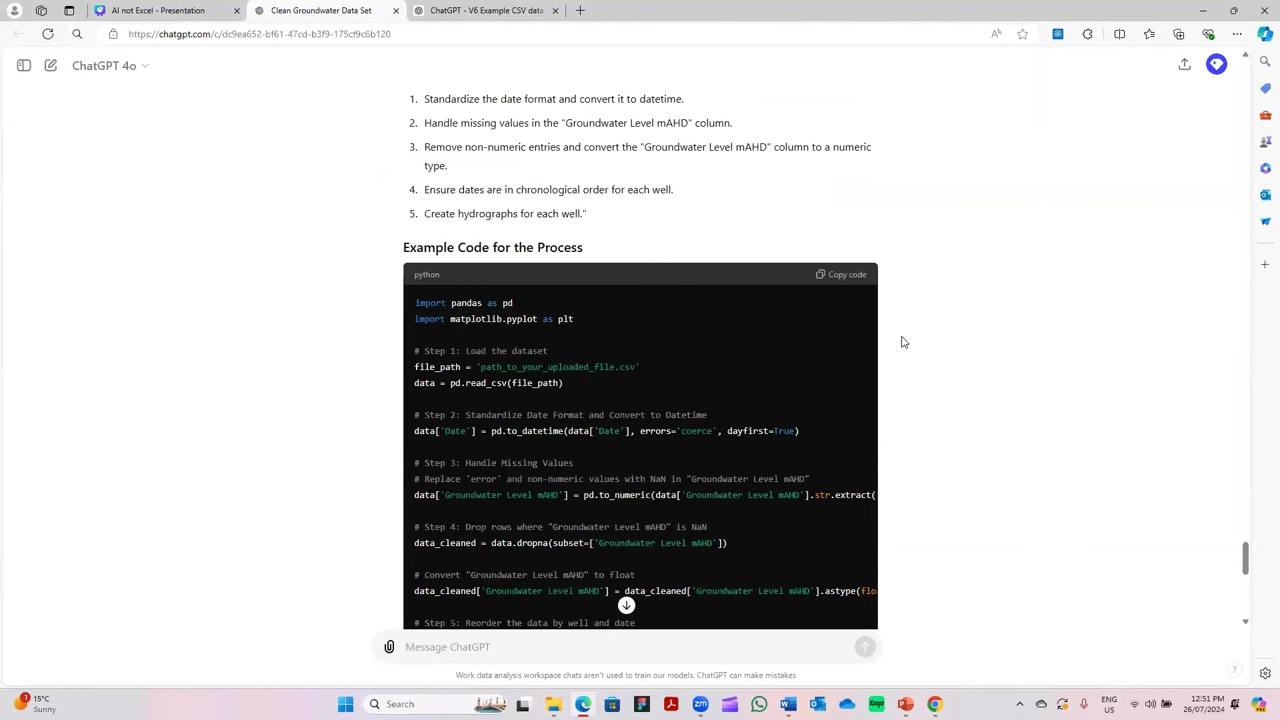 AI not Excel - Presentation
Clean Groundwater Data Set
ChatGPT - V6 Example CSV data
https://chatgpt.com/c/dc9ea652-bf61-47cd-b3f9-175cf9c6b120
ChatGPT 4o
1. Standardize the date format and convert it to datetime.
2. Handle missing values in the "Groundwater Level mAHD" column.
3. Remove non-numeric entries and convert the "Groundwater Level mAHD" column to a numeric
type.
4. Ensure dates are in chronological order for each well.
5. Create hydrographs for each well."
Example Code for the Process
python
Copy code
import pandas as pd
import matplotlib.pyplot as plt
# Step 1: Load the dataset
file_path = 'path_to_your_uploaded_file.csv'
data = pd.read_csv(file_path)
# Step 2: Standardize Date Format and Convert to Datetime
data['Date'] = pd.to_datetime(data['Date'], errors='coerce', dayfirst=True)
# Step 3: Handle Missing Values
# Replace 'error' and non-numeric values with NaN in "Groundwater Level mAHD"
data['Groundwater Level mAHD'] = pd.to_numeric(data['Groundwater Level mAHD'].str.extract(
# Step 4: Drop rows where "Groundwater Level mAHD" is NaN
data_cleaned = data.dropna(subset=['Groundwater Level mAHD'])
# Convert "Groundwater Level mAHD" to float
data_cleaned['Groundwater Level mAHD'] = data_cleaned['Groundwater Level mAHD'].astype(flo
# Step 5: Reorder the data by well and date
Message ChatGPT
Work data analysis workspace chats aren't used to train our models. ChatGPT can make mistakes.
?
1
15°C
Sunny
Search
zm
Kayo
ENG
US
12:51 PM
26/07/2024